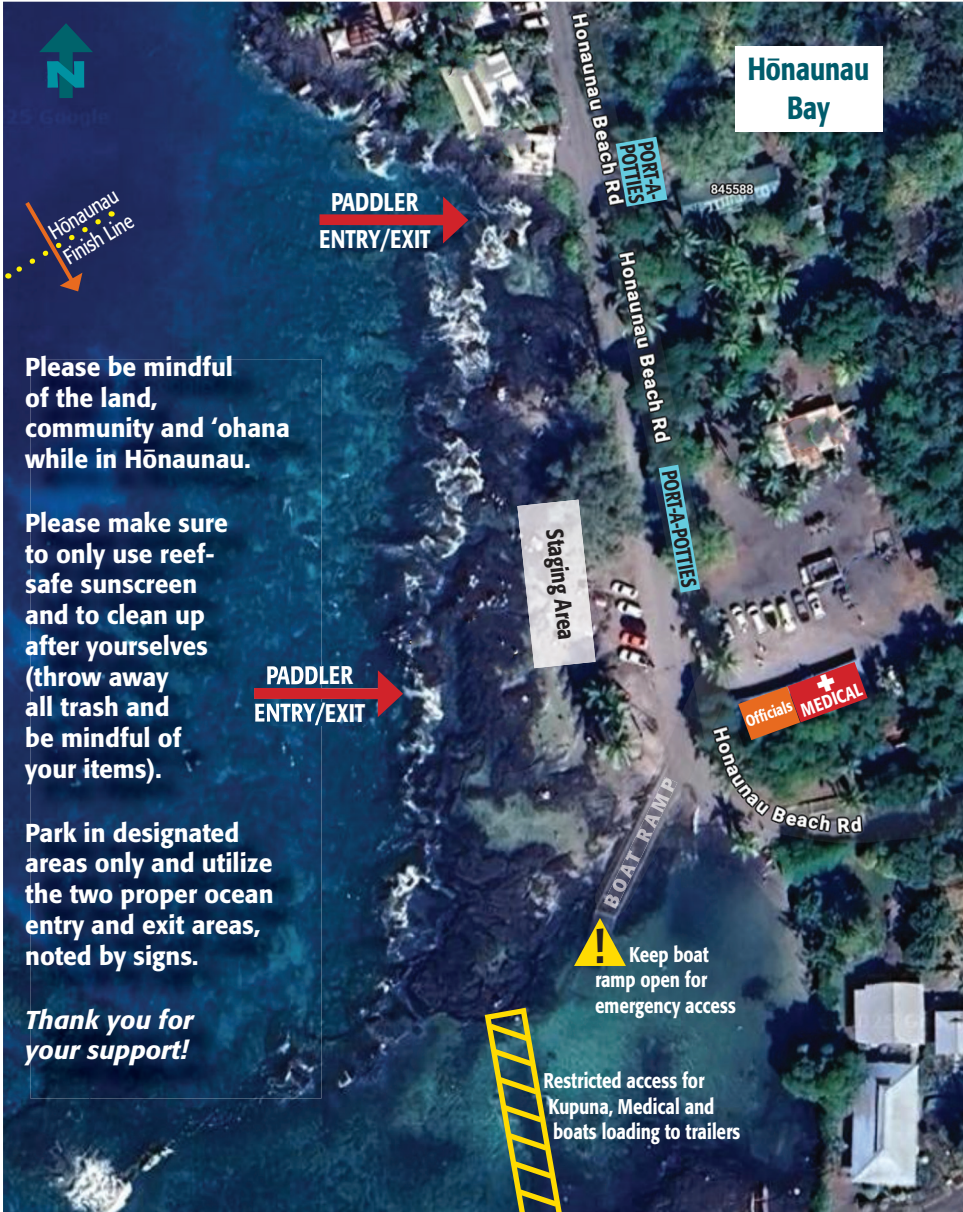 N
25 Google
Hōnaunau
Bay
Honaunau Beach Rd
PORT-A-
POTTIES
845588
PADDLER
ENTRY/EXIT
Hōnaunau
Finish Line
Honaunau Beach Rd
Please be mindful
of the land,
community and ‘ohana
while in Hōnaunau.
Please make sure
to only use reef-
safe sunscreen
and to clean up
after yourselves
(throw away
all trash and
be mindful of
your items).
Park in designated
areas only and utilize
the two proper ocean
entry and exit areas,
noted by signs.
Thank you for
your support!
PORT-A-POTTIES
Staging Area
PADDLER
ENTRY/EXIT
Officials
MEDICAL
Honaunau Beach Rd
BOAT RAMP
!
Keep boat
ramp open for
emergency access
Restricted access for
Kupuna, Medical and
boats loading to trailers